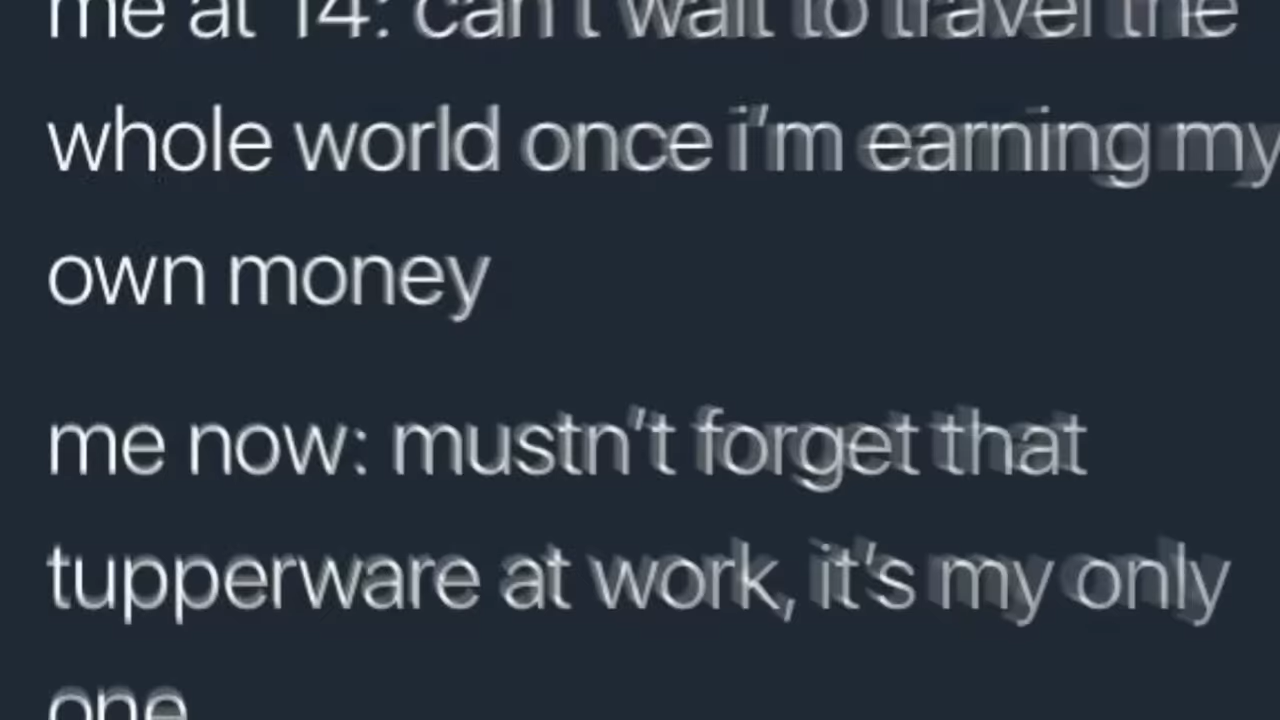 me at 14: can't wait to travel the
whole world once i'm earning my
own money
me now: mustn't forget that
tupperware at work, it's my only
one